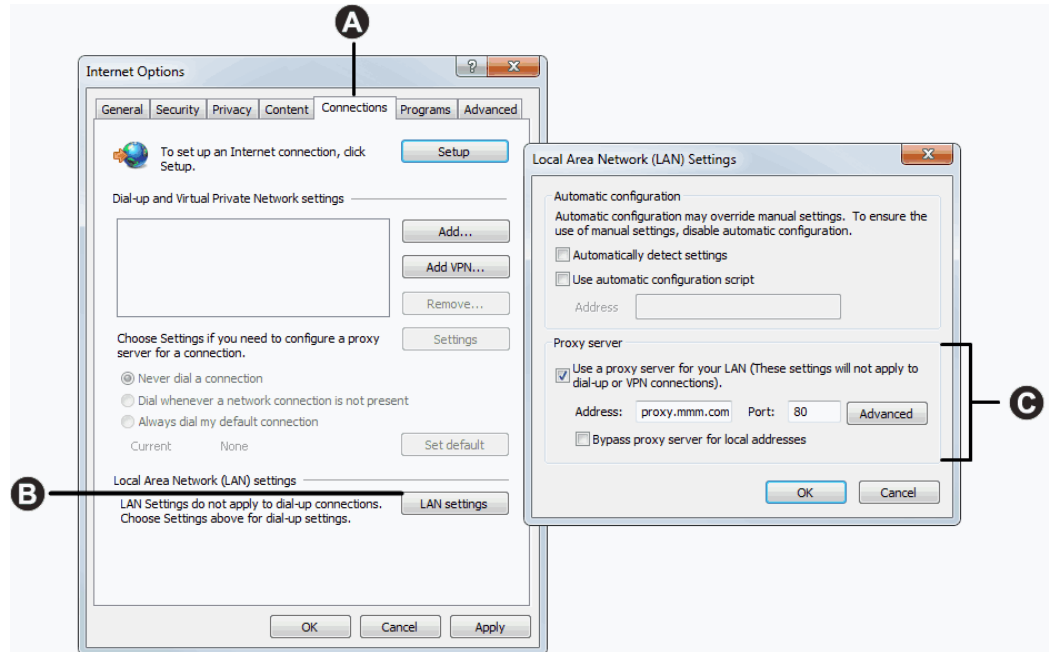 A
Internet Options
General Security Privacy Content Connections Programs Advanced
To set up an Internet connection, click
Setup.
Setup
Dial-up and Virtual Private Network settings
Add...
Add VPN...
Remove...
Choose Settings if you need to configure a proxy
server for a connection.
Settings
Never dial a connection
Dial whenever a network connection is not present
Always dial my default connection
Current None
Set default
Local Area Network (LAN) settings
B
LAN Settings do not apply to dial-up connections.
Choose Settings above for dial-up settings.
LAN settings
OK Cancel Apply
Local Area Network (LAN) Settings
Automatic configuration
Automatic configuration may override manual settings. To ensure the
use of manual settings, disable automatic configuration.
Automatically detect settings
Use automatic configuration script
Address
Proxy server
Use a proxy server for your LAN (These settings will not apply to
dial-up or VPN connections).
Address: proxy.mmm.com Port: 80 Advanced
Bypass proxy server for local addresses
OK Cancel
C